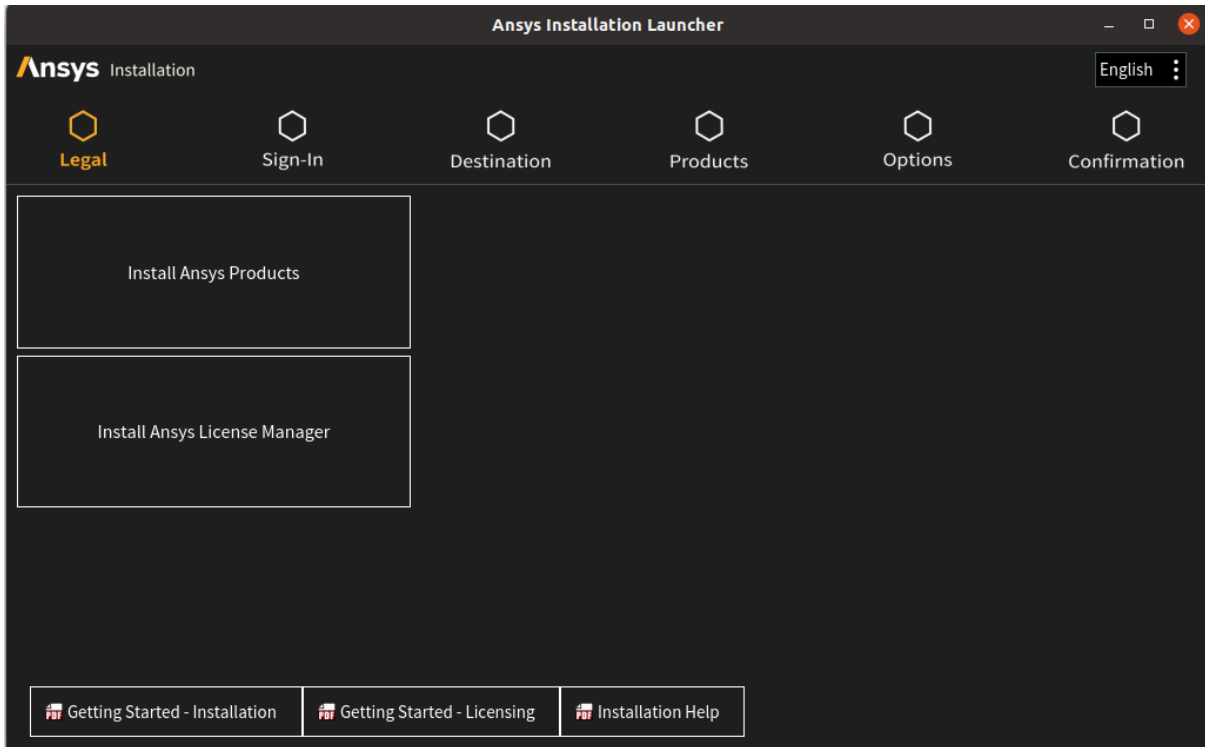 Ansys Installation Launcher
Ansys Installation
English
Legal
Sign-In
Destination
Products
Options
Confirmation
Install Ansys Products
Install Ansys License Manager
PDF Getting Started - Installation
PDF Getting Started - Licensing
PDF Installation Help